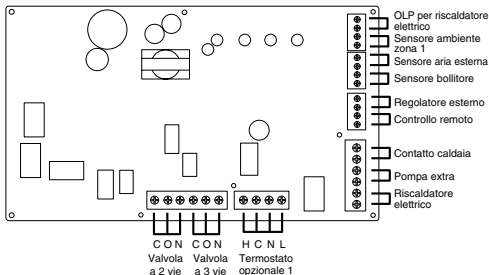 OLP per riscaldatore
elettrico
Sensore ambiente
zona 1
Sensore aria esterna
Sensore bollitore
Regolatore esterno
Controllo remoto
Contatto caldaia
Pompa extra
Riscaldatore
elettrico
C O N C O N H C N L
Valvola Valvola Termostato
a 2 vie a 3 vie opzionale 1